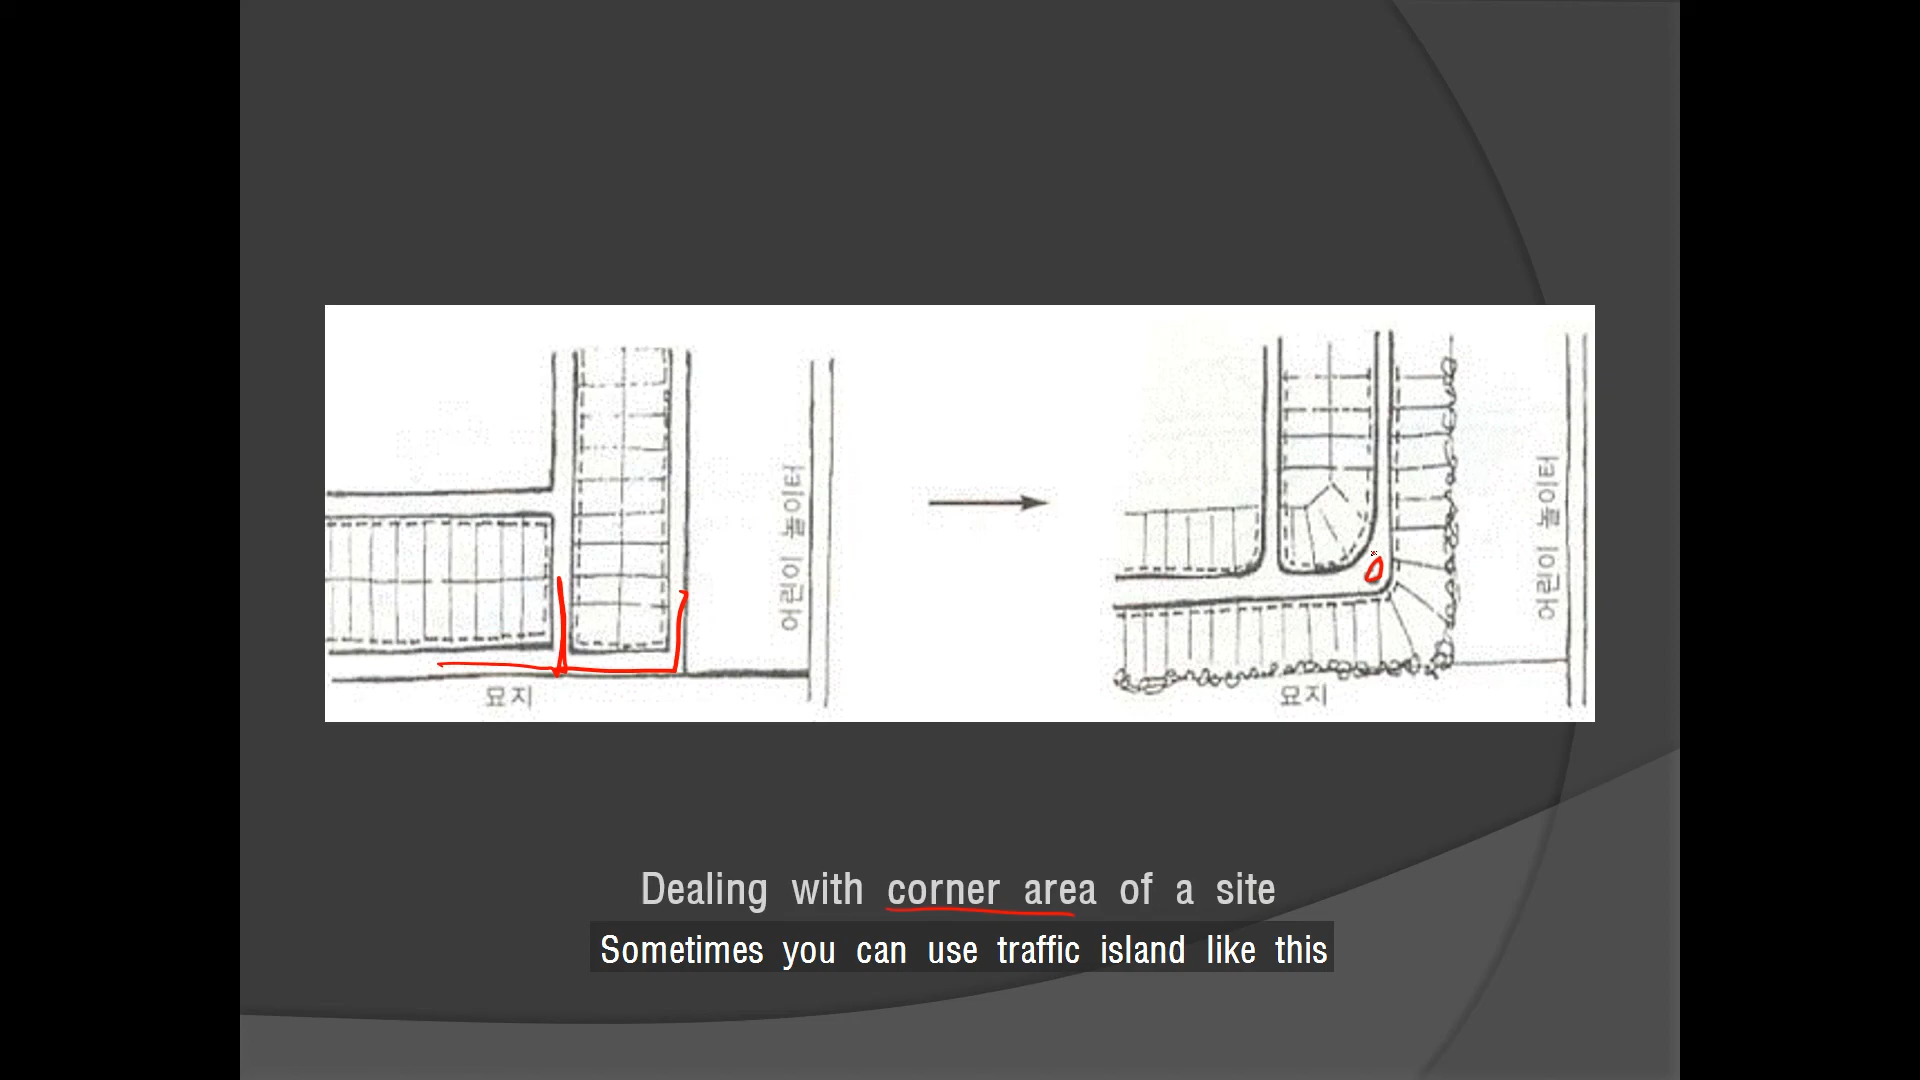 어린이 놀이터
묘지
어린이 놀이터
묘지
Dealing with corner area of a site
Sometimes you can use traffic island like this